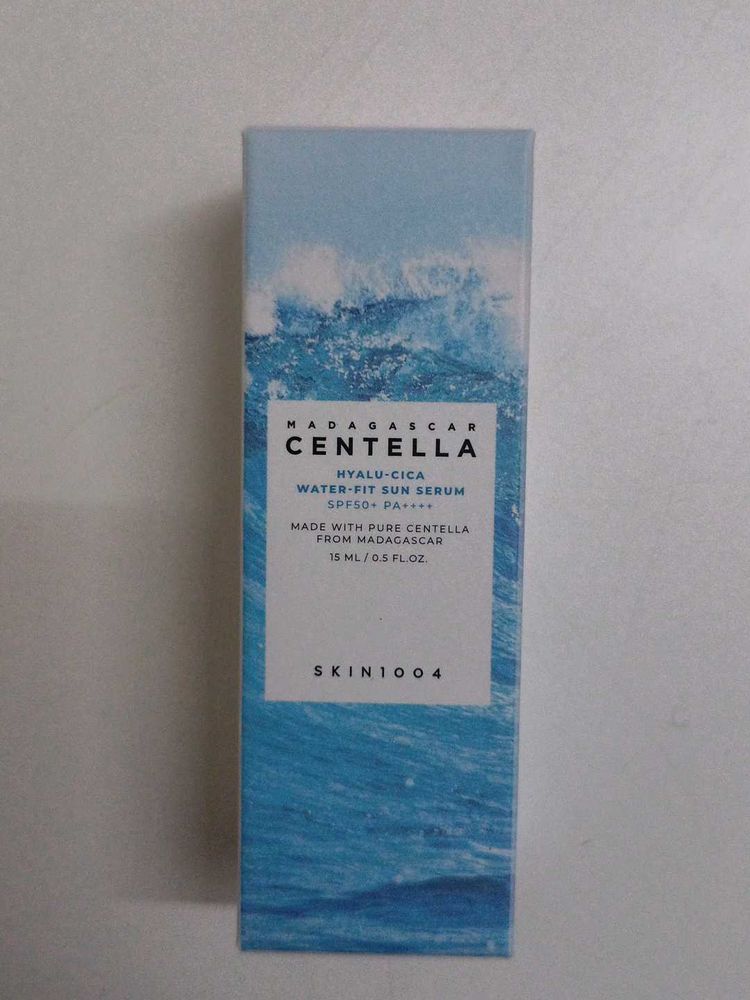 MADAGASCAR
CENTELLA
HYALU-CICA
WATER-FIT SUN SERUM
SPF50+ PA++++
MADE WITH PURE CENTELLA
FROM MADAGASCAR
15 ML / 0.5 FL.OZ.
SKIN1004